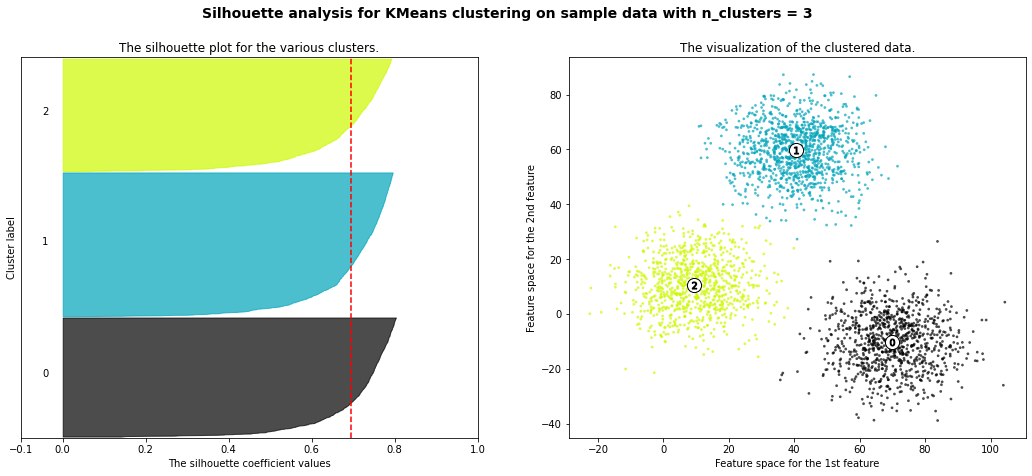 Silhouette analysis for KMeans clustering on sample data with n_clusters = 3
The silhouette plot for the various clusters.
Cluster label
2
1
0
−0.1 0.0 0.2 0.4 0.6 0.8 1.0
The silhouette coefficient values
The visualization of the clustered data.
Feature space for the 2nd feature
80
60
40
20
0
−20
−40
1
2
0
−20 0 20 40 60 80 100
Feature space for the 1st feature